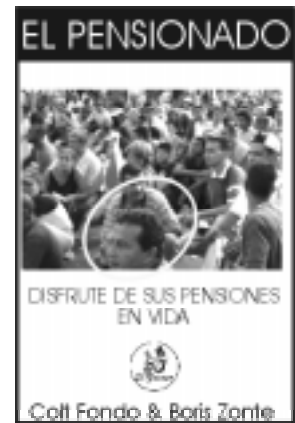 EL PENSIONADO
DISFRUTE DE SUS PENSIONES
EN VIDA
Colt Fondo & Boris Zonte